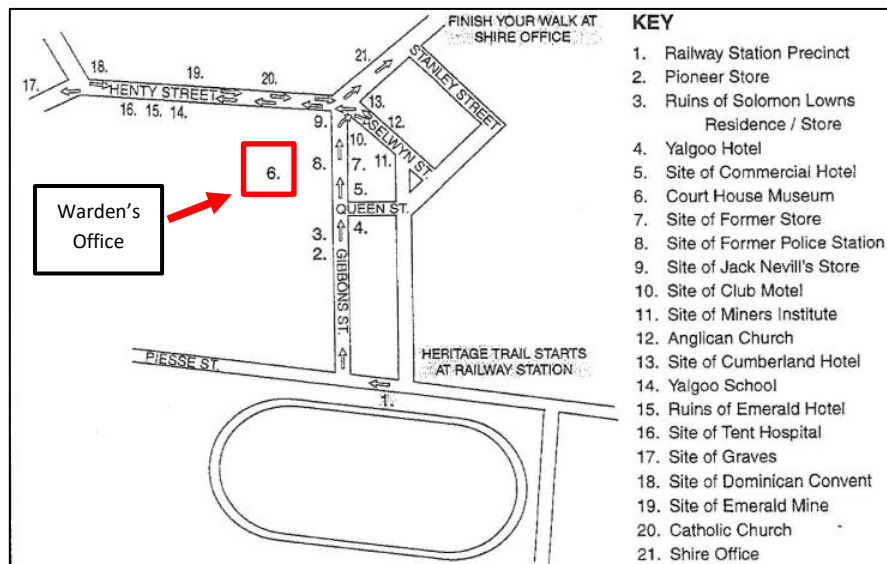 FINISH YOUR WALK AT
SHIRE OFFICE
21.
STANLEY STREET
18.
19.
20.
17.
HENTY STREET
16. 15. 14.
13.
12.
SELWYN ST.
9.
10.
11.
8.
7.
6.
5.
Warden's
Office
QUEEN ST.
4.
3.
2.
GIBBONS ST.
PIESSE ST.
HERITAGE TRAIL STARTS
AT RAILWAY STATION
1.
KEY
1. Railway Station Precinct
2. Pioneer Store
3. Ruins of Solomon Lowns
Residence / Store
4. Yalgoo Hotel
5. Site of Commercial Hotel
6. Court House Museum
7. Site of Former Store
8. Site of Former Police Station
9. Site of Jack Nevill's Store
10. Site of Club Motel
11. Site of Miners Institute
12. Anglican Church
13. Site of Cumberland Hotel
14. Yalgoo School
15. Ruins of Emerald Hotel
16. Site of Tent Hospital
17. Site of Graves
18. Site of Dominican Convent
19. Site of Emerald Mine
20. Catholic Church
21. Shire Office